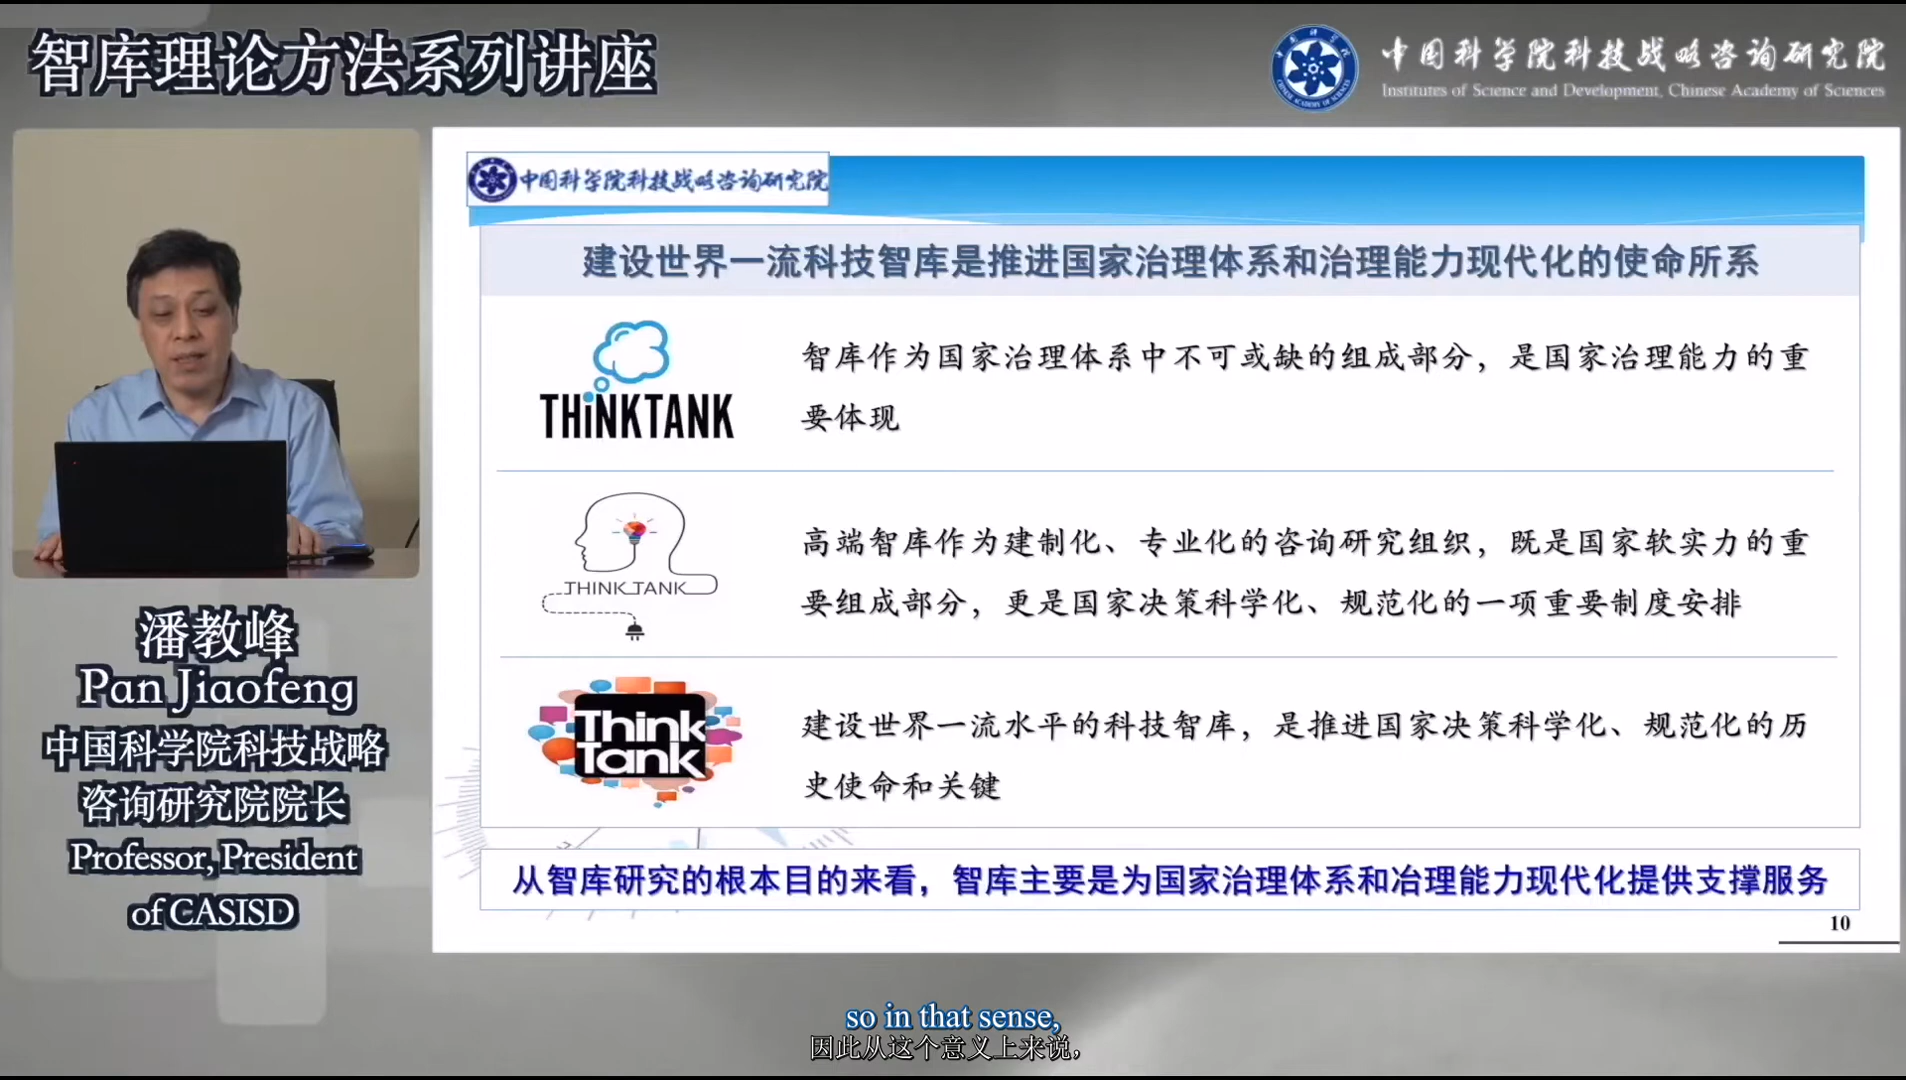 智库理论方法系列讲座
中国科学院科技战略咨询研究院
Institutes of Science and Development, Chinese Academy of Sciences
中国科学院科技战略咨询研究院
建设世界一流科技智库是推进国家治理体系和治理能力现代化的使命所系
THiNKTANK
智库作为国家治理体系中不可或缺的组成部分，是国家治理能力的重
要体现
THINK TANK
高端智库作为建制化、专业化的咨询研究组织，既是国家软实力的重
要组成部分，更是国家决策科学化、规范化的一项重要制度安排
Think
Tank
建设世界一流水平的科技智库，是推进国家决策科学化、规范化的历
史使命和关键
从智库研究的根本目的来看，智库主要是为国家治理体系和冶理能力现代化提供支撑服务
10
潘教峰
Pan Jiaofeng
中国科学院科技战略
咨询研究院院长
Professor, President
of CASISD
so in that sense,
因此从这个意义上来说，